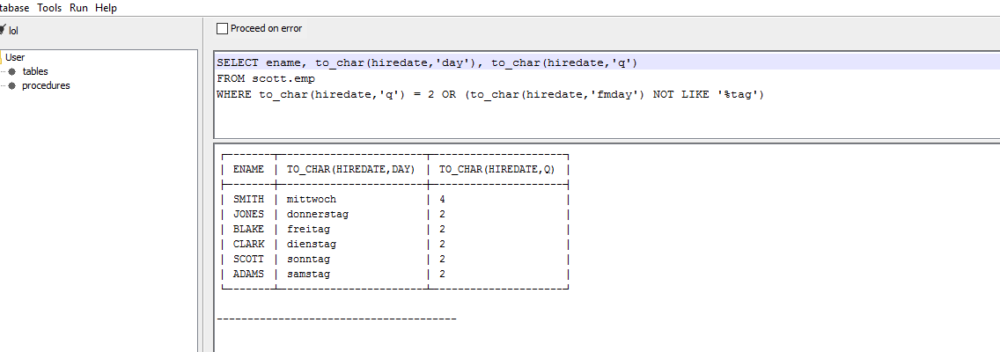 tabase Tools Run Help
lol
Proceed on error
User
tables
procedures
SELECT ename, to_char(hiredate,'day'), to_char(hiredate,'q')
FROM scott.emp
WHERE to_char(hiredate,'q') = 2 OR (to_char(hiredate,'fmday') NOT LIKE '%tag')
ENAME | TO_CHAR(HIREDATE,DAY) | TO_CHAR(HIREDATE,Q)
SMITH | mittwoch | 4
JONES | donnerstag | 2
BLAKE | freitag | 2
CLARK | dienstag | 2
SCOTT | sonntag | 2
ADAMS | samstag | 2